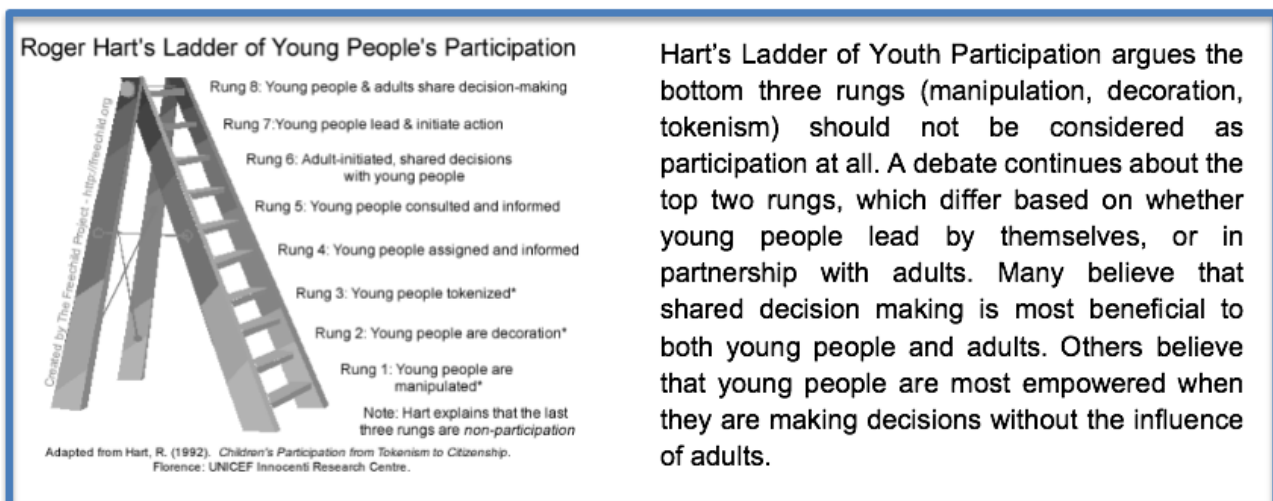 Roger Hart's Ladder of Young People's Participation
Rung 8: Young people & adults share decision-making
Rung 7:Young people lead & initiate action
Rung 6: Adult-initiated, shared decisions
with young people
Rung 5: Young people consulted and informed
Rung 4: Young people assigned and informed
Rung 3: Young people tokenized*
Rung 2: Young people are decoration*
Rung 1: Young people are
manipulated*
Note: Hart explains that the last
three rungs are non-participation
Created by The Freechild Project - http://freechild.org
Adapted from Hart, R. (1992). Children's Participation from Tokenism to Citizenship.
Florence: UNICEF Innocenti Research Centre.
Hart's Ladder of Youth Participation argues the
bottom three rungs (manipulation, decoration,
tokenism) should not be considered as
participation at all. A debate continues about the
top two rungs, which differ based on whether
young people lead by themselves, or in
partnership with adults. Many believe that
shared decision making is most beneficial to
both young people and adults. Others believe
that young people are most empowered when
they are making decisions without the influence
of adults.